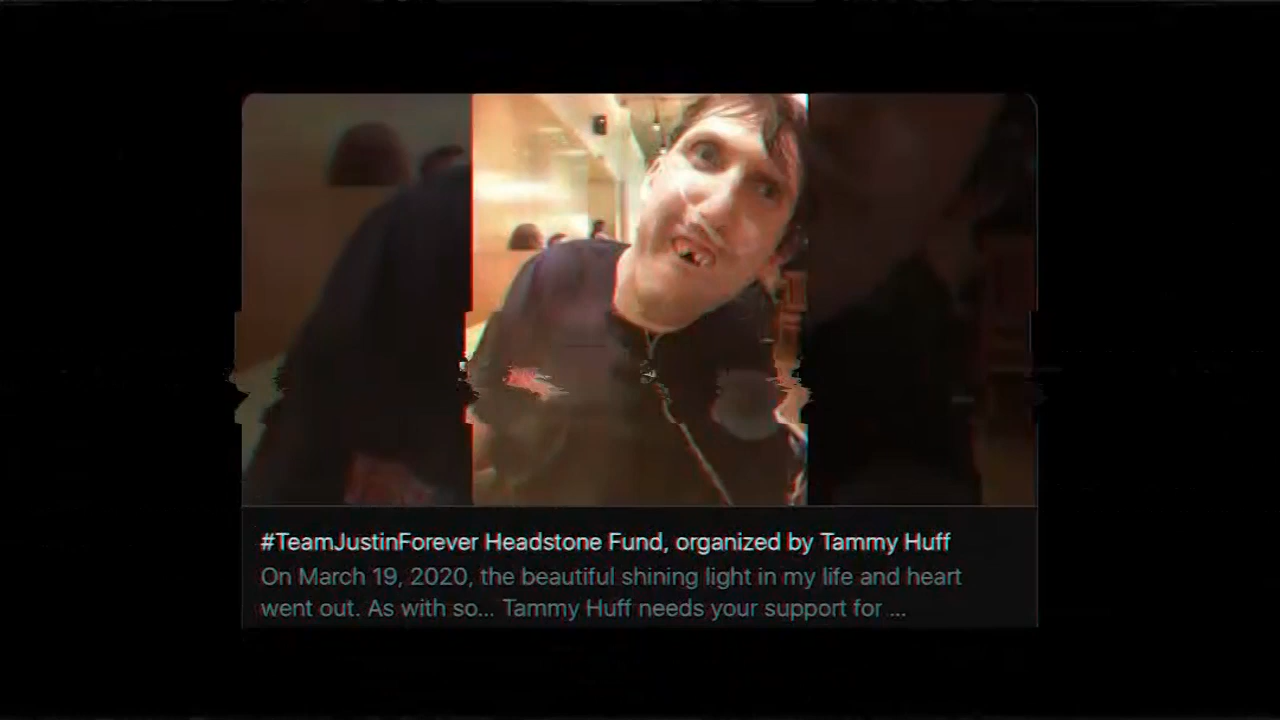 #TeamJustinForever Headstone Fund, organized by Tammy Huff
On March 19, 2020, the beautiful shining light in my life and heart
went out. As with so... Tammy Huff needs your support for ...